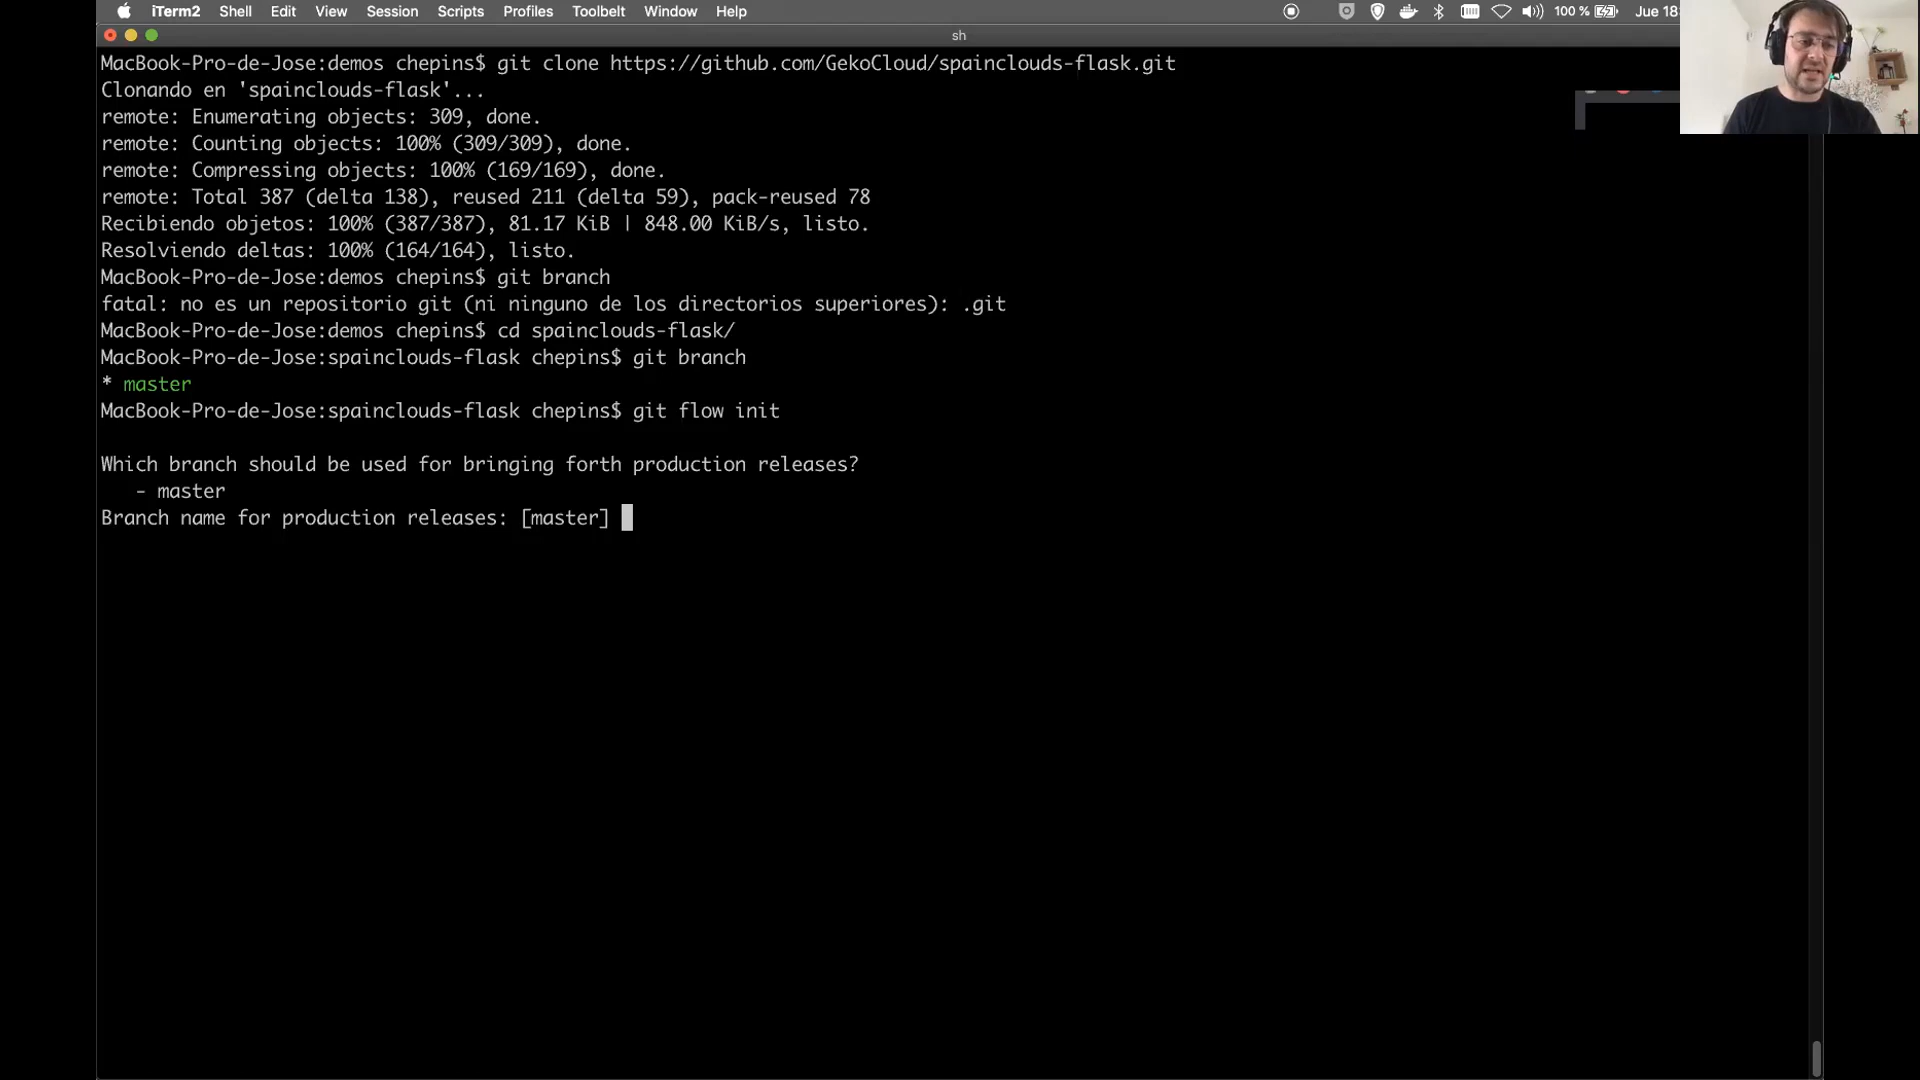 iTerm2 Shell Edit View Session Scripts Profiles Toolbelt Window Help 100 % Jue 18
sh
MacBook-Pro-de-Jose:demos chepins$ git clone https://github.com/GekoCloud/spainclouds-flask.git
Clonando en 'spainclouds-flask'...
remote: Enumerating objects: 309, done.
remote: Counting objects: 100% (309/309), done.
remote: Compressing objects: 100% (169/169), done.
remote: Total 387 (delta 138), reused 211 (delta 59), pack-reused 78
Recibiendo objetos: 100% (387/387), 81.17 KiB | 848.00 KiB/s, listo.
Resolviendo deltas: 100% (164/164), listo.
MacBook-Pro-de-Jose:demos chepins$ git branch
fatal: no es un repositorio git (ni ninguno de los directorios superiores): .git
MacBook-Pro-de-Jose:demos chepins$ cd spainclouds-flask/
MacBook-Pro-de-Jose:spainclouds-flask chepins$ git branch
* master
MacBook-Pro-de-Jose:spainclouds-flask chepins$ git flow init
Which branch should be used for bringing forth production releases?
- master
Branch name for production releases: [master]